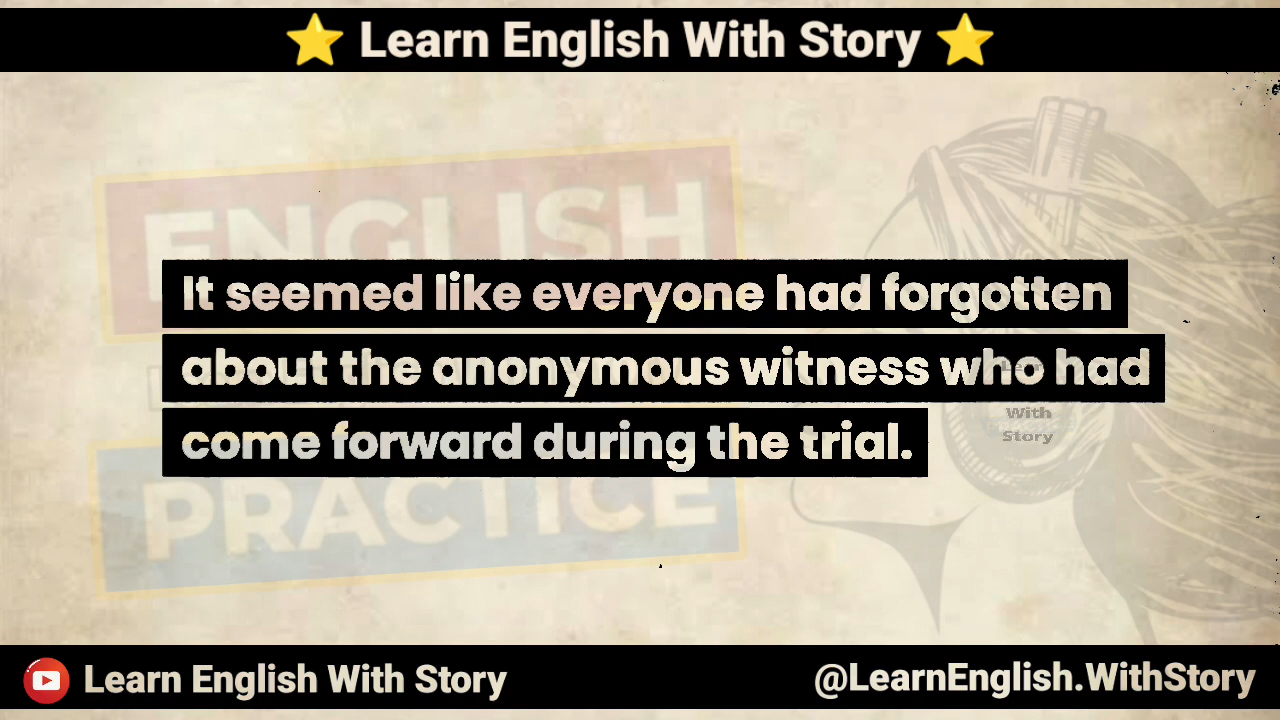 ⭐ Learn English With Story ⭐
ENGLISH
It seemed like everyone had forgotten
about the anonymous witness who had
come forward during the trial.
With
Story
PRACTICE
Learn English With Story
@LearnEnglish.WithStory